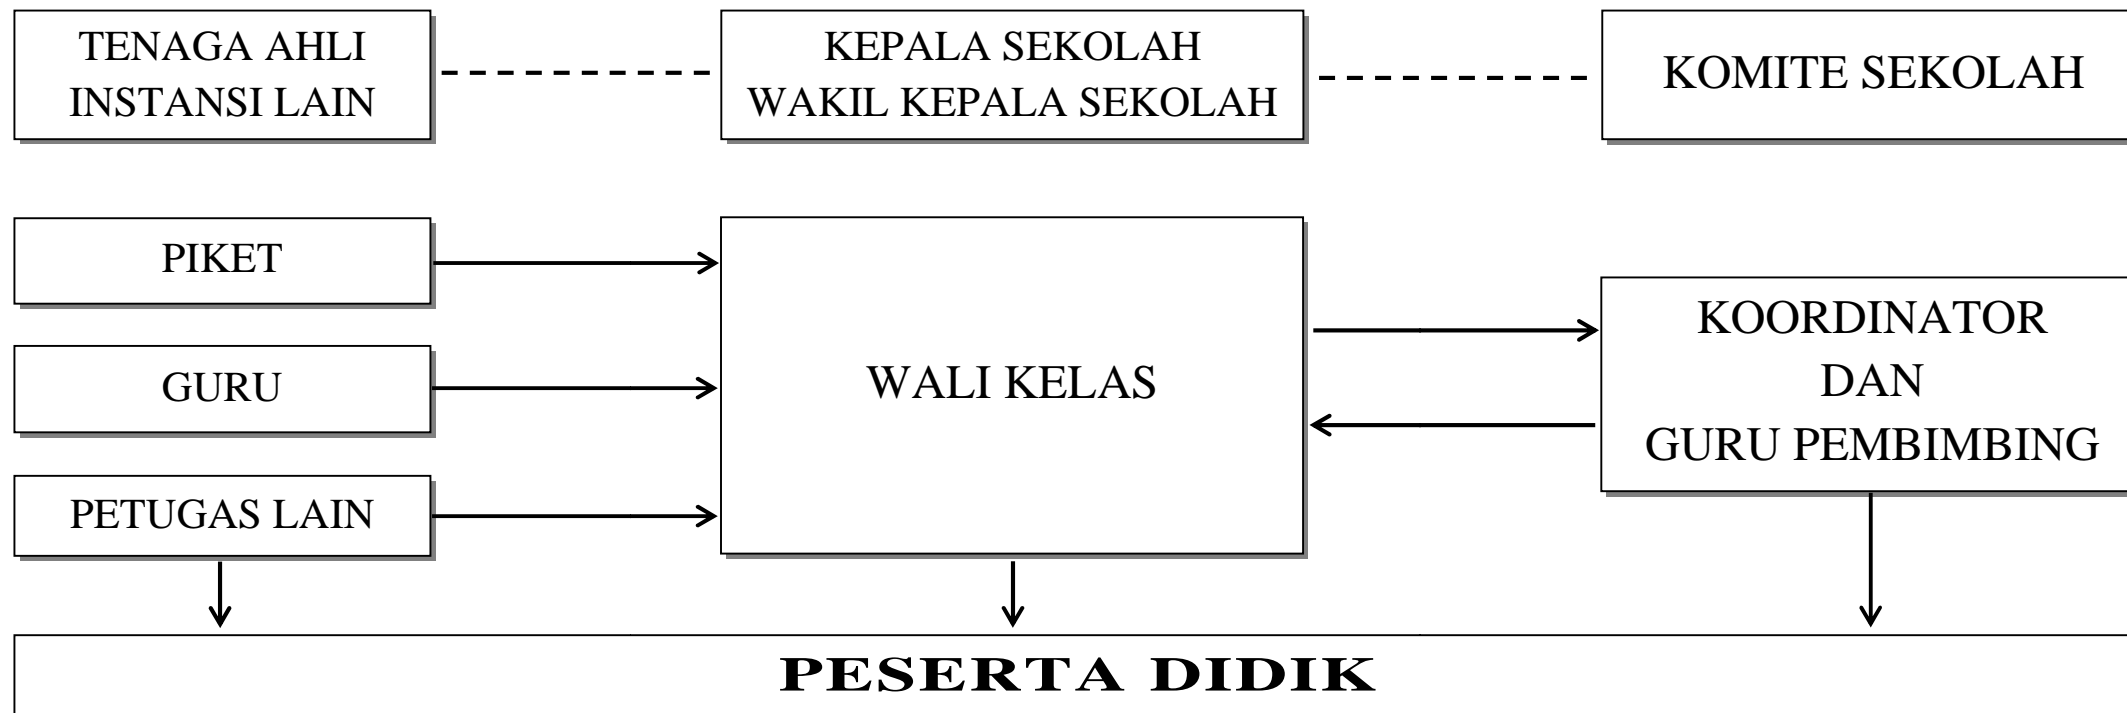 TENAGA AHLI
INSTANSI LAIN
KEPALA SEKOLAH
WAKIL KEPALA SEKOLAH
KOMITE SEKOLAH
PIKET
GURU
PETUGAS LAIN
WALI KELAS
KOORDINATOR
DAN
GURU PEMBIMBING
PESERTA DIDIK